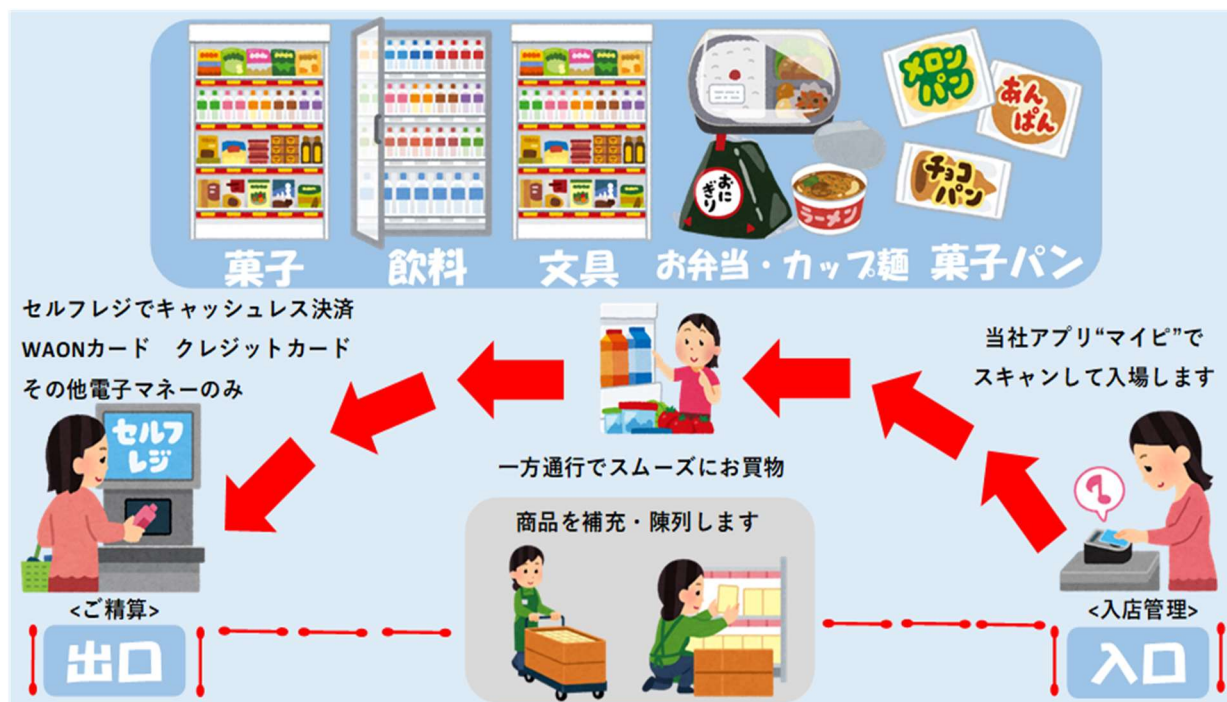 メロン
パン
あん
ぱん
チョコ
パン
おに
ぎり
ラーメン
菓子
飲料
文具
お弁当・カップ麺
菓子パン
セルフレジでキャッシュレス決済
WAONカード　クレジットカード
その他電子マネーのみ
当社アプリ“マイピ”で
スキャンして入場します
セルフ
レジ
一方通行でスムーズにお買物
商品を補充・陳列します
<ご精算>
出口
<入店管理>
入口